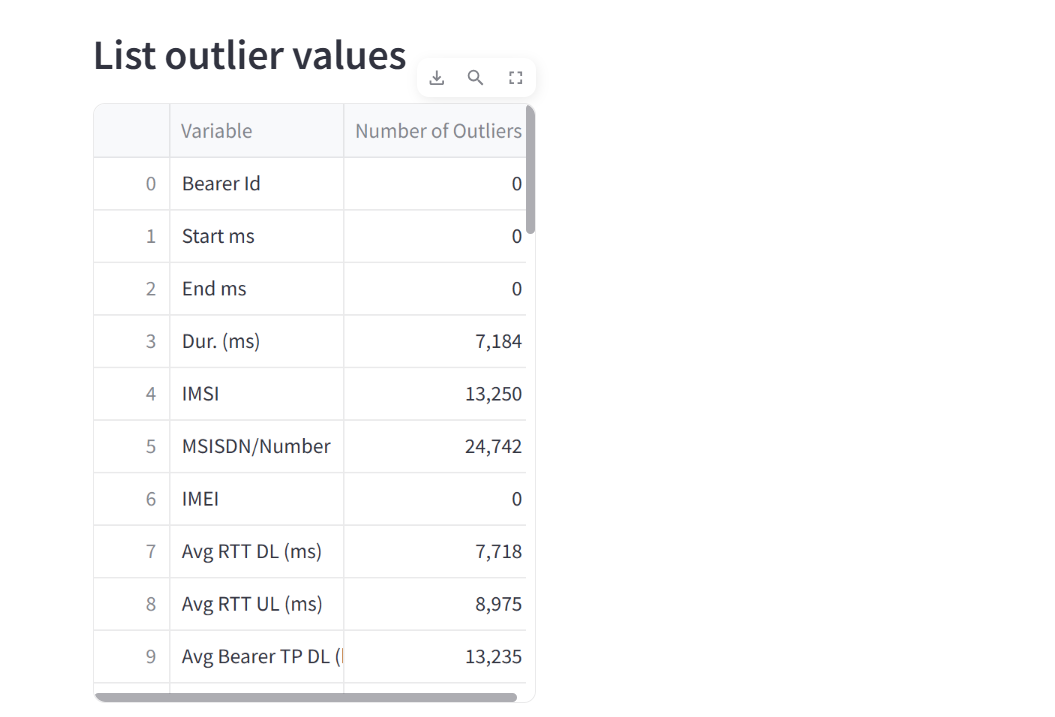 List outlier values
Variable Number of Outliers
0 Bearer Id 0
1 Start ms 0
2 End ms 0
3 Dur. (ms) 7,184
4 IMSI 13,250
5 MSISDN/Number 24,742
6 IMEI 0
7 Avg RTT DL (ms) 7,718
8 Avg RTT UL (ms) 8,975
9 Avg Bearer TP DL ( 13,235